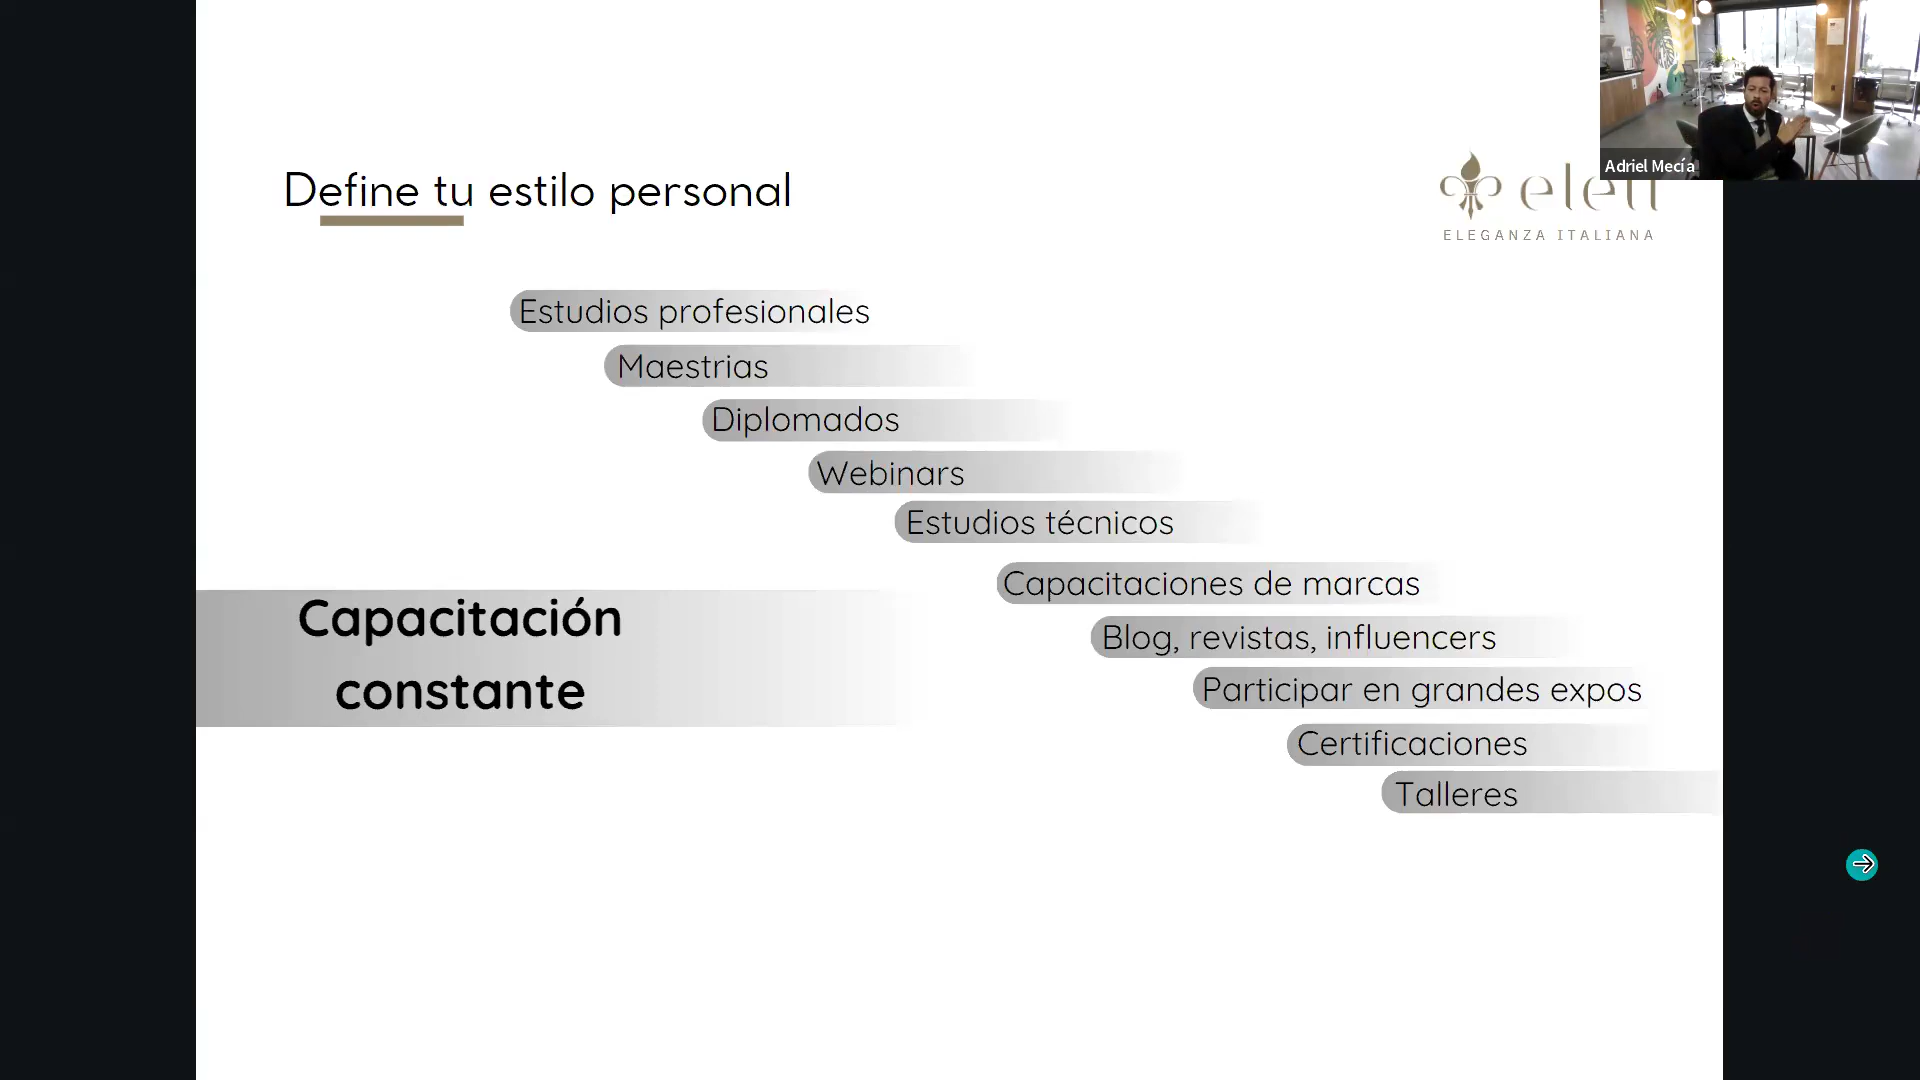 Define tu estilo personal
Adriel Mecía
ELEGANZA ITALIANA
Estudios profesionales
Maestrias
Diplomados
Webinars
Estudios técnicos
Capacitaciones de marcas
Blog, revistas, influencers
Participar en grandes expos
Certificaciones
Talleres
Capacitación
constante